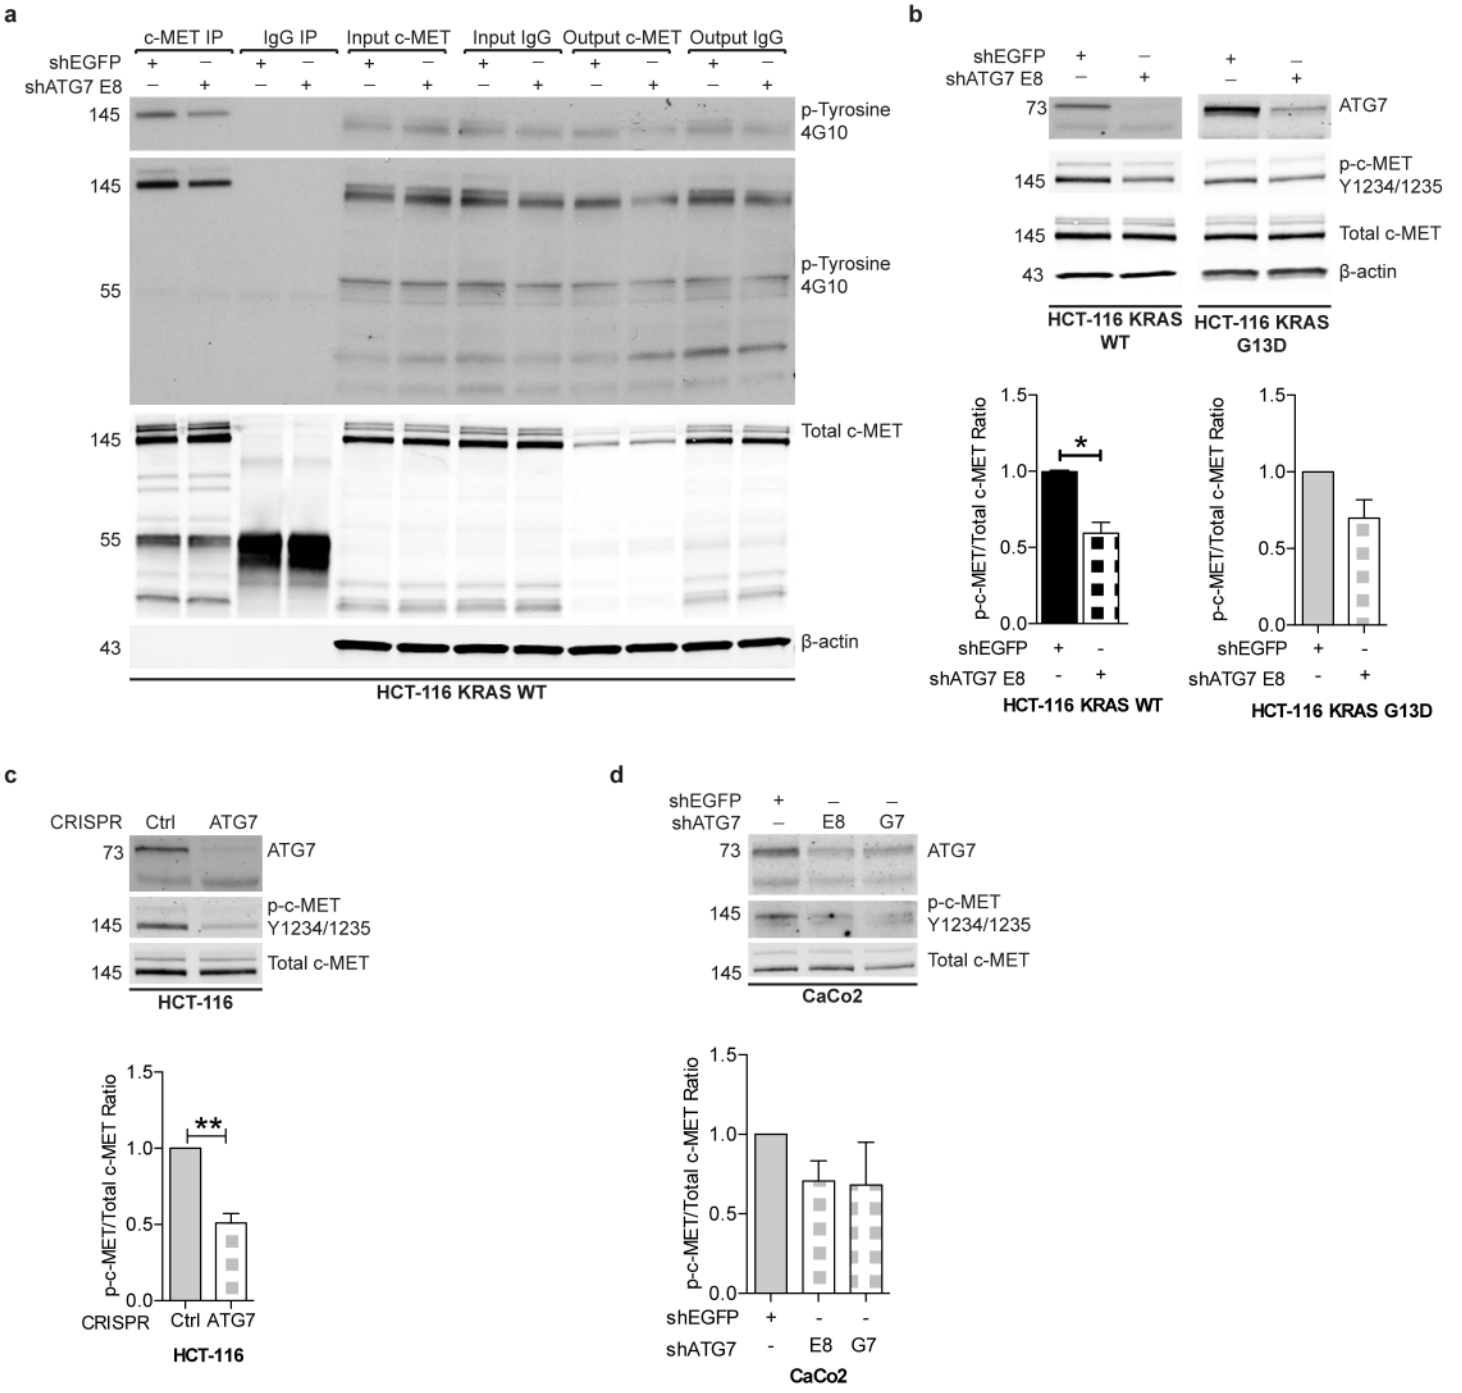 a
c-MET IP IgG IP Input c-MET Input IgG Output c-MET Output IgG
shEGFP + – + – + – + – + – + –
shATG7 E8 – + – + – + – + – + – +
145 p-Tyrosine
4G10
145
p-Tyrosine
4G10
55
145 Total c-MET
55
43 β-actin
HCT-116 KRAS WT
b
shEGFP + – + –
shATG7 E8 – + – +
73 ATG7
p-c-MET
145 Y1234/1235
145 Total c-MET
43 β-actin
HCT-116 KRAS
WT
HCT-116 KRAS
G13D
p-c-MET/Total c-MET Ratio
1.5
1.0
0.5
0.0
*
shEGFP + -
shATG7 E8 - +
HCT-116 KRAS WT
p-c-MET/Total c-MET Ratio
1.5
1.0
0.5
0.0
shEGFP + -
shATG7 E8 - +
HCT-116 KRAS G13D
c
CRISPR Ctrl ATG7
73 ATG7
p-c-MET
145 Y1234/1235
145 Total c-MET
HCT-116
p-c-MET/Total c-MET Ratio
1.5
1.0
0.5
0.0
**
CRISPR Ctrl ATG7
HCT-116
d
shEGFP + – –
shATG7 – E8 G7
73 ATG7
145 p-c-MET
Y1234/1235
145 Total c-MET
CaCo2
p-c-MET/Total c-MET Ratio
1.5
1.0
0.5
0.0
shEGFP + - -
shATG7 - E8 G7
CaCo2